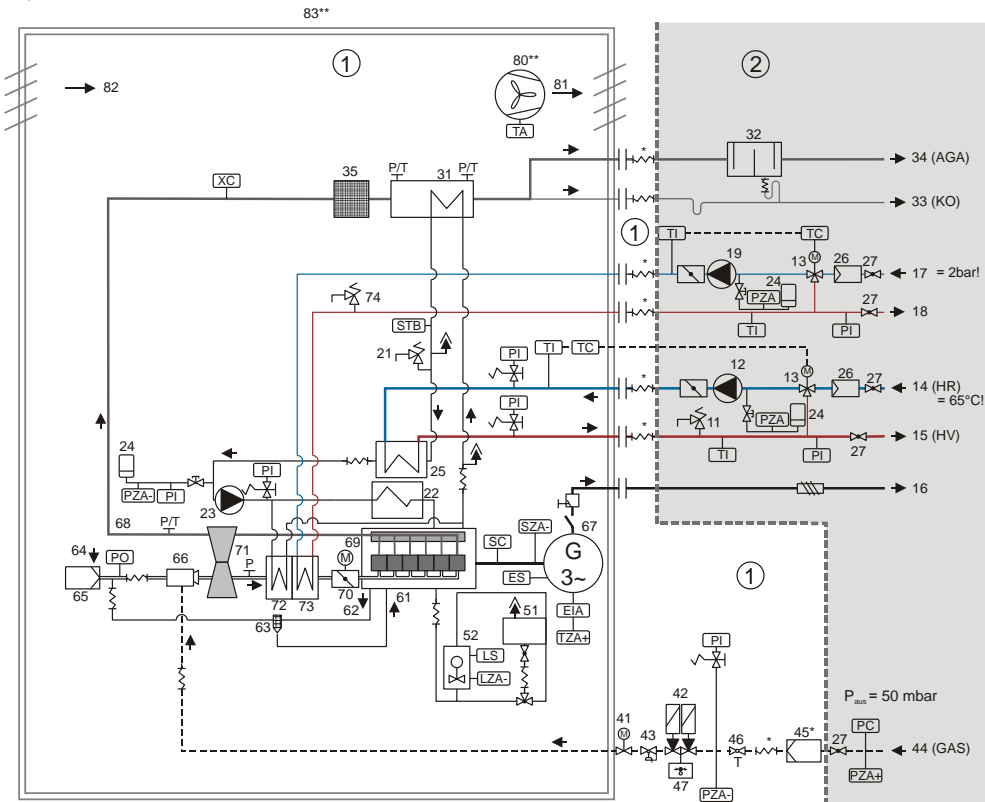 83**
1
80**
2
82
81
TA
32
P/T
31
P/T
*
34 (AGA)
XC
35
*
33 (KO)
1
TI
TC
19
13
M
26
27
*
17 = 2bar!
74
24
PZA
27
*
18
STB
TI
PI
21
PI
TI
TC
12
13
M
26
27
*
14 (HR)
= 65°C!
PI
11
PZA
24
*
15 (HV)
24
PI
25
TI
PI
27
PZA-
PI
23
22
16
68
P/T
SZA-
67
64
PO
66
71
P
69
M
SC
G
3~
65
ES
1
72
73
70
62
61
63
51
EIA
TZA+
52
LS
PI
LZA-
Paus = 50 mbar
41
M
43
42
46
*
45*
27
PC
44 (GAS)
47
PZA-
PZA+